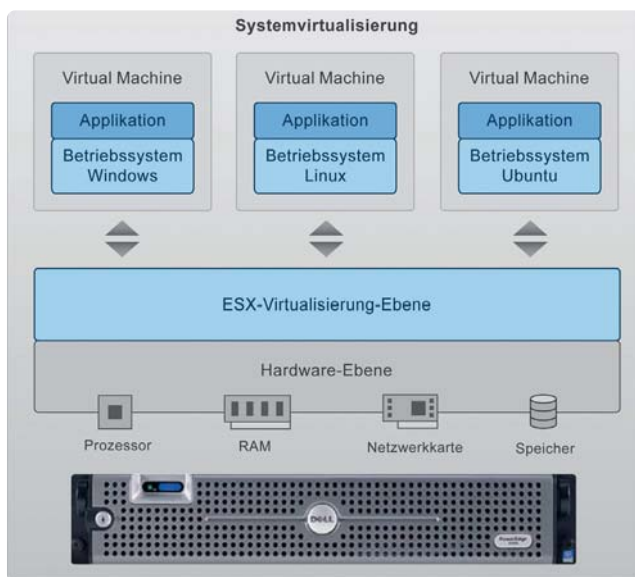 Systemvirtualisierung
Virtual Machine
Applikation
Betriebssystem
Windows
Virtual Machine
Applikation
Betriebssystem
Linux
Virtual Machine
Applikation
Betriebssystem
Ubuntu
ESX-Virtualisierung-Ebene
Hardware-Ebene
Prozessor
RAM
Netzwerkkarte
Speicher
DELL
PowerEdge